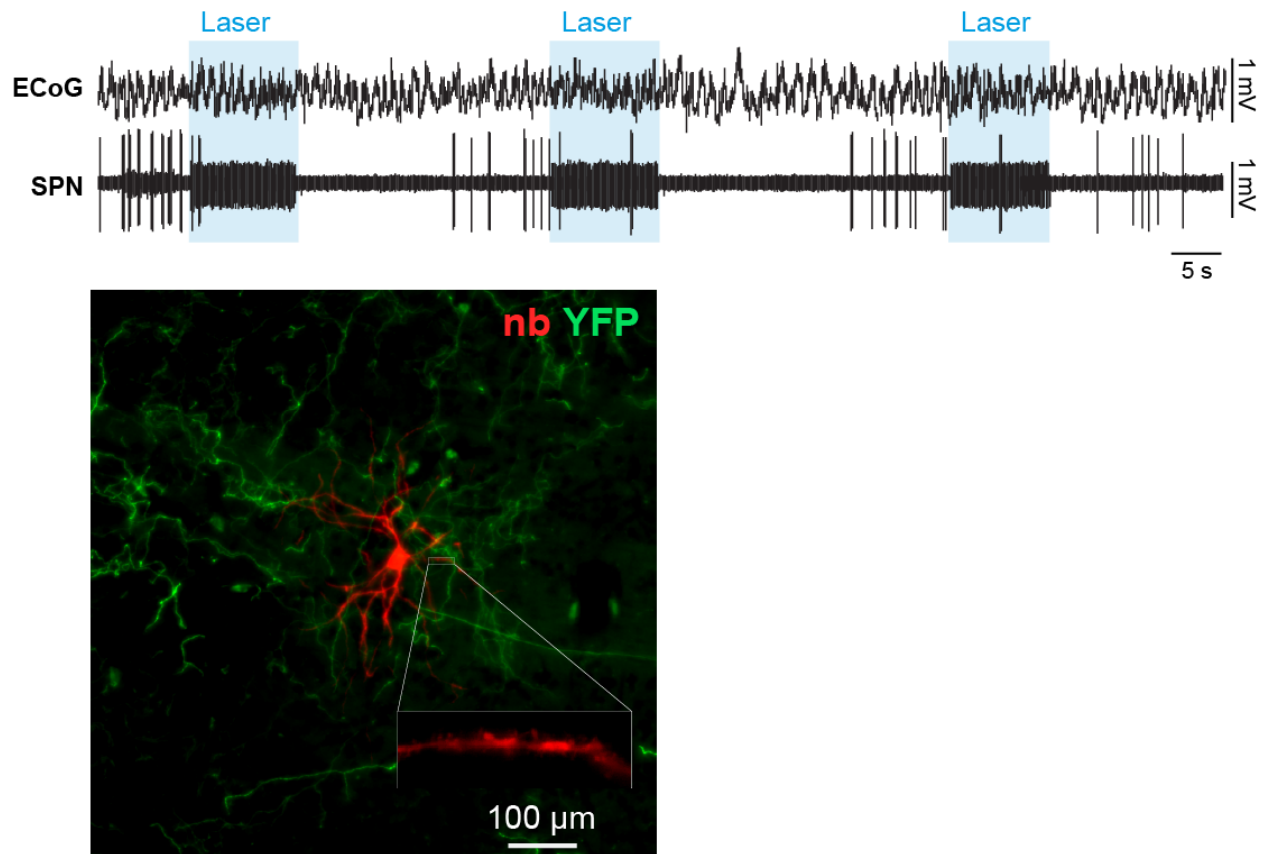 Laser Laser Laser
ECoG
1 mV
SPN
1 mV
5 s
nb YFP
100 µm